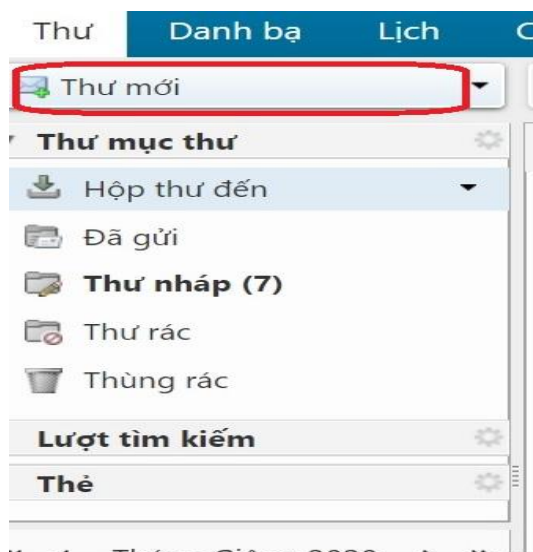 Thư Danh bạ Lịch
Thư mới
Thư mục thư
Hộp thư đến
Đã gửi
Thư nháp (7)
Thư rác
Thùng rác
Lượt tìm kiếm
Thẻ